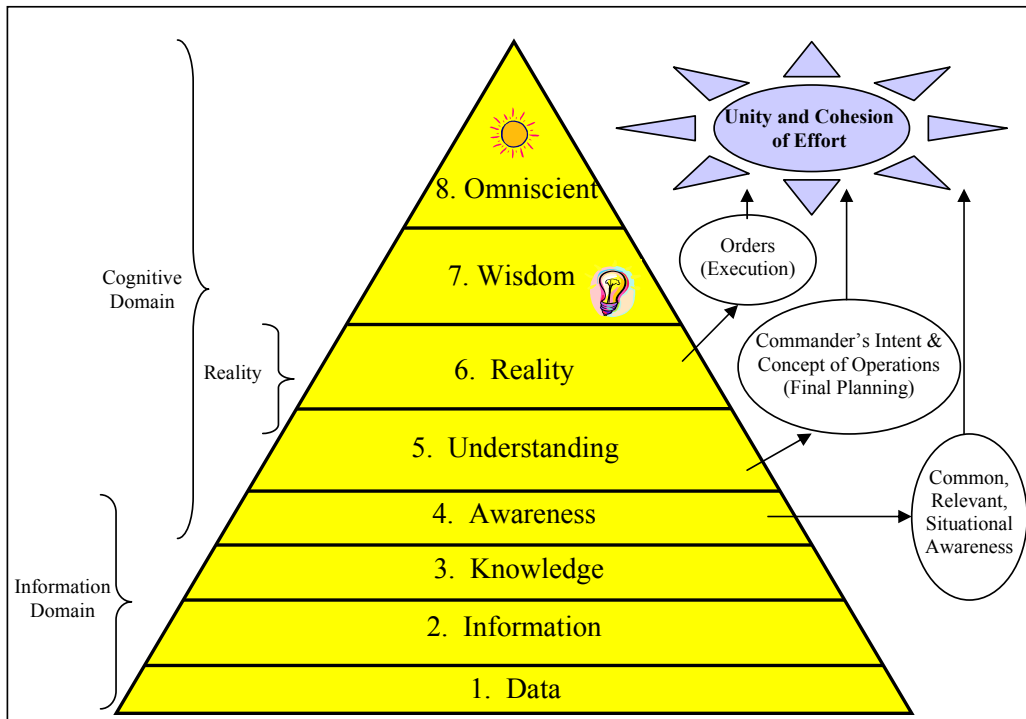 Unity and Cohesion
of Effort
8. Omniscient
Orders
(Execution)
7. Wisdom
Cognitive
Domain
Commander’s Intent &
Concept of Operations
(Final Planning)
Reality
6. Reality
5. Understanding
Common,
Relevant,
Situational
Awareness
4. Awareness
3. Knowledge
Information
Domain
2. Information
1. Data